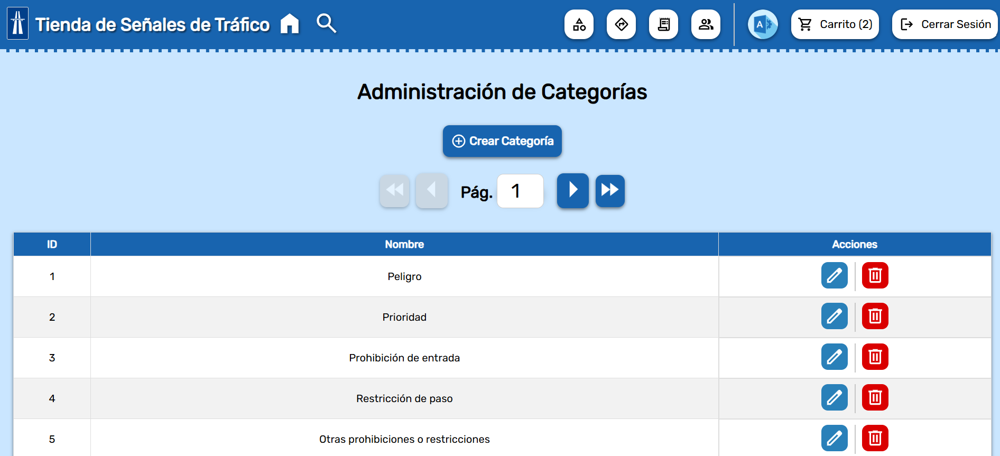 Tienda de Señales de Tráfico
A
Carrito (2)
Cerrar Sesión
Administración de Categorías
Crear Categoría
Pág. 1
ID Nombre Acciones
1 Peligro
2 Prioridad
3 Prohibición de entrada
4 Restricción de paso
5 Otras prohibiciones o restricciones